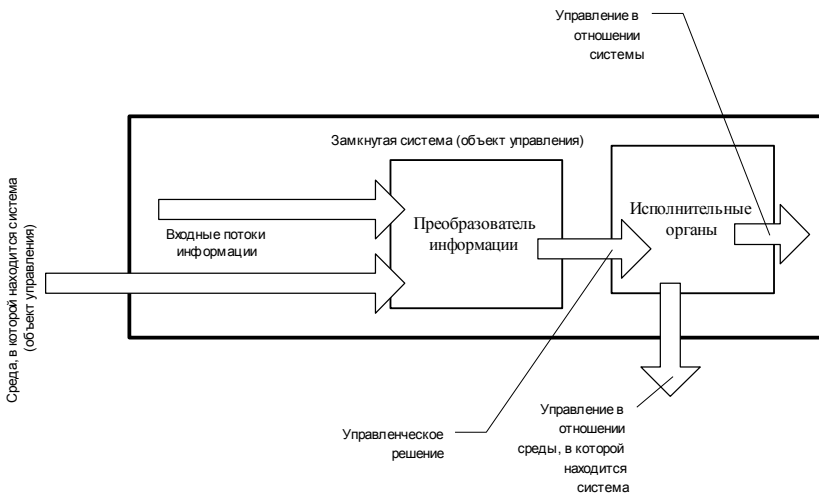 Управление в
отношении
системы
Замкнутая система (объект управления)
Среда, в которой находится система
(объект управления)
Входные потоки
информации
Преобразователь
информации
Исполнительные
органы
Управленческое
решение
Управление в
отношении
среды, в которой
находится
система